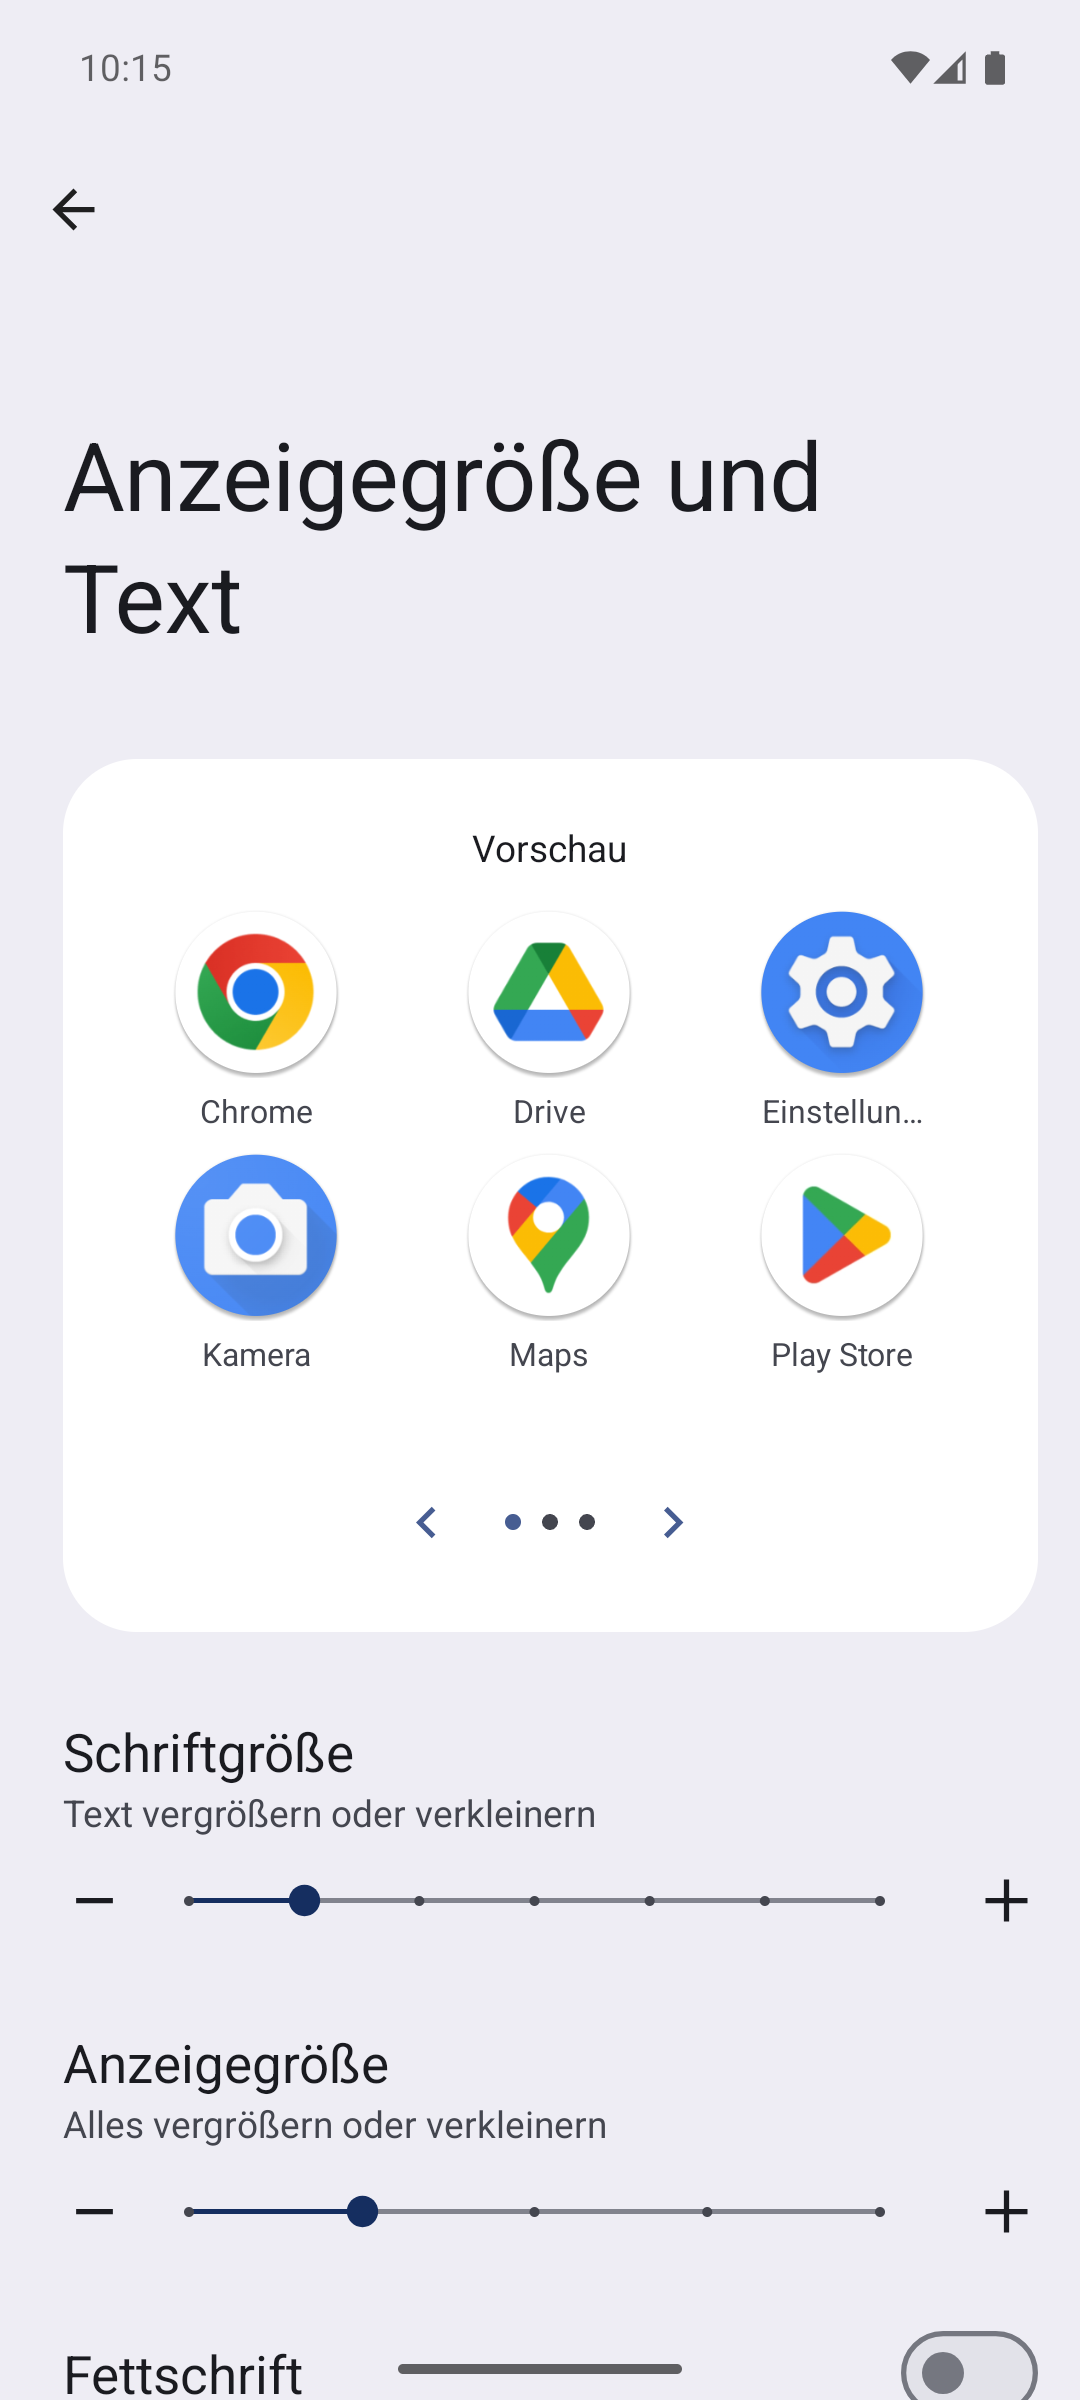 10:15
Anzeigegröße und
Text
Vorschau
Chrome
Drive
Einstellun…
Kamera
Maps
Play Store
Schriftgröße
Text vergrößern oder verkleinern
Anzeigegröße
Alles vergrößern oder verkleinern
Fettschrift